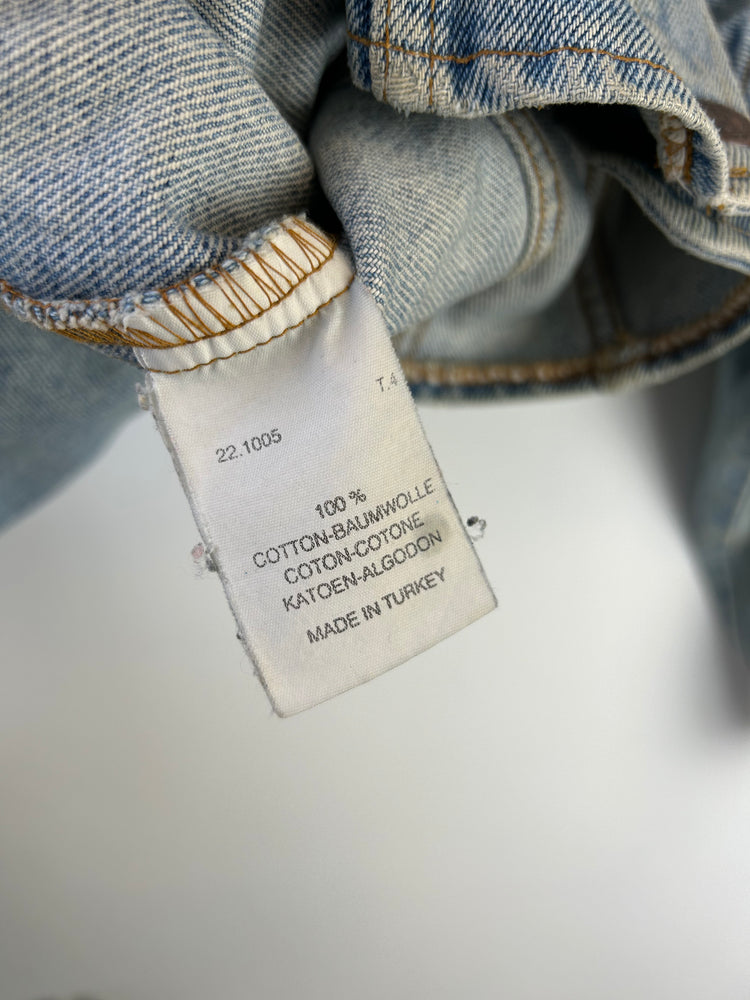 T.4
22.1005
100 %
COTTON-BAUMWOLLE
COTON-COTONE
KATOEN-ALGODON
MADE IN TURKEY